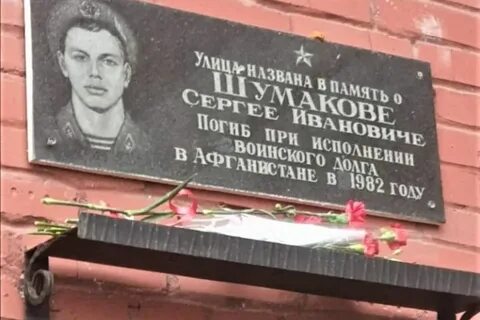 УЛИЦА НАЗВАНА В ПАМЯТЬ О
ШУМАКОВЕ
СЕРГЕЕ ИВАНОВИЧЕ
ПОГИБ ПРИ ИСПОЛНЕНИИ
ВОИНСКОГО ДОЛГА
В АФГАНИСТАНЕ В 1982 ГОДУ